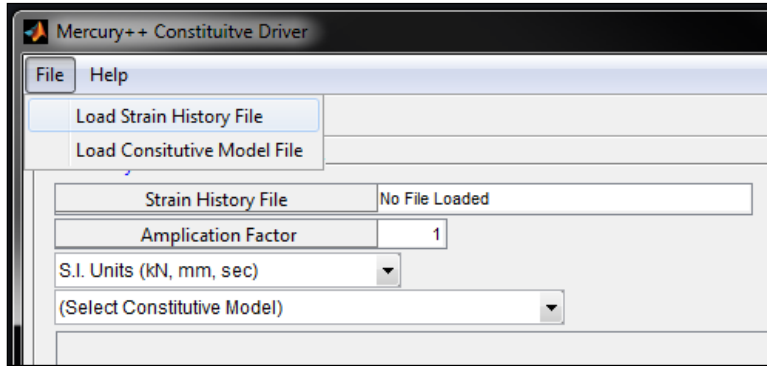 Mercury++ Constituitve Driver
File Help
Load Strain History File
Load Consitutive Model File
Strain History File No File Loaded
Amplication Factor 1
S.I. Units (kN, mm, sec)
(Select Constitutive Model)